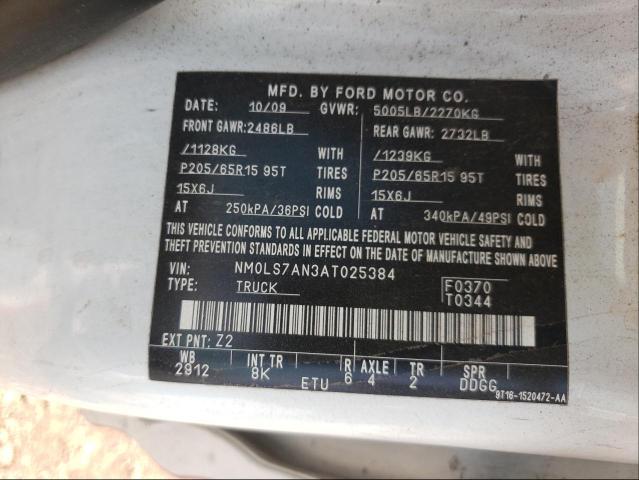 MFD. BY FORD MOTOR CO.
DATE: 10/09 GVWR: 5005LB/2270KG
FRONT GAWR: 2486LB REAR GAWR: 2732LB
/1128KG WITH /1239KG WITH
P205/65R15 95T TIRES P205/65R15 95T TIRES
15X6J RIMS 15X6J RIMS
AT 250kPA/36PSI COLD AT 340kPA/49PSI COLD
THIS VEHICLE CONFORMS TO ALL APPLICABLE FEDERAL MOTOR VEHICLE SAFETY AND
THEFT PREVENTION STANDARDS IN EFFECT ON THE DATE OF MANUFACTURE SHOWN ABOVE.
VIN: NM0LS7AN3AT025384
TYPE: TRUCK
F0370
T0344
EXT PNT: Z2
WB INT TR R AXLE TR SPR
2912 8K 6 4 2 DDGG
ETU
9T16-1520472-AA